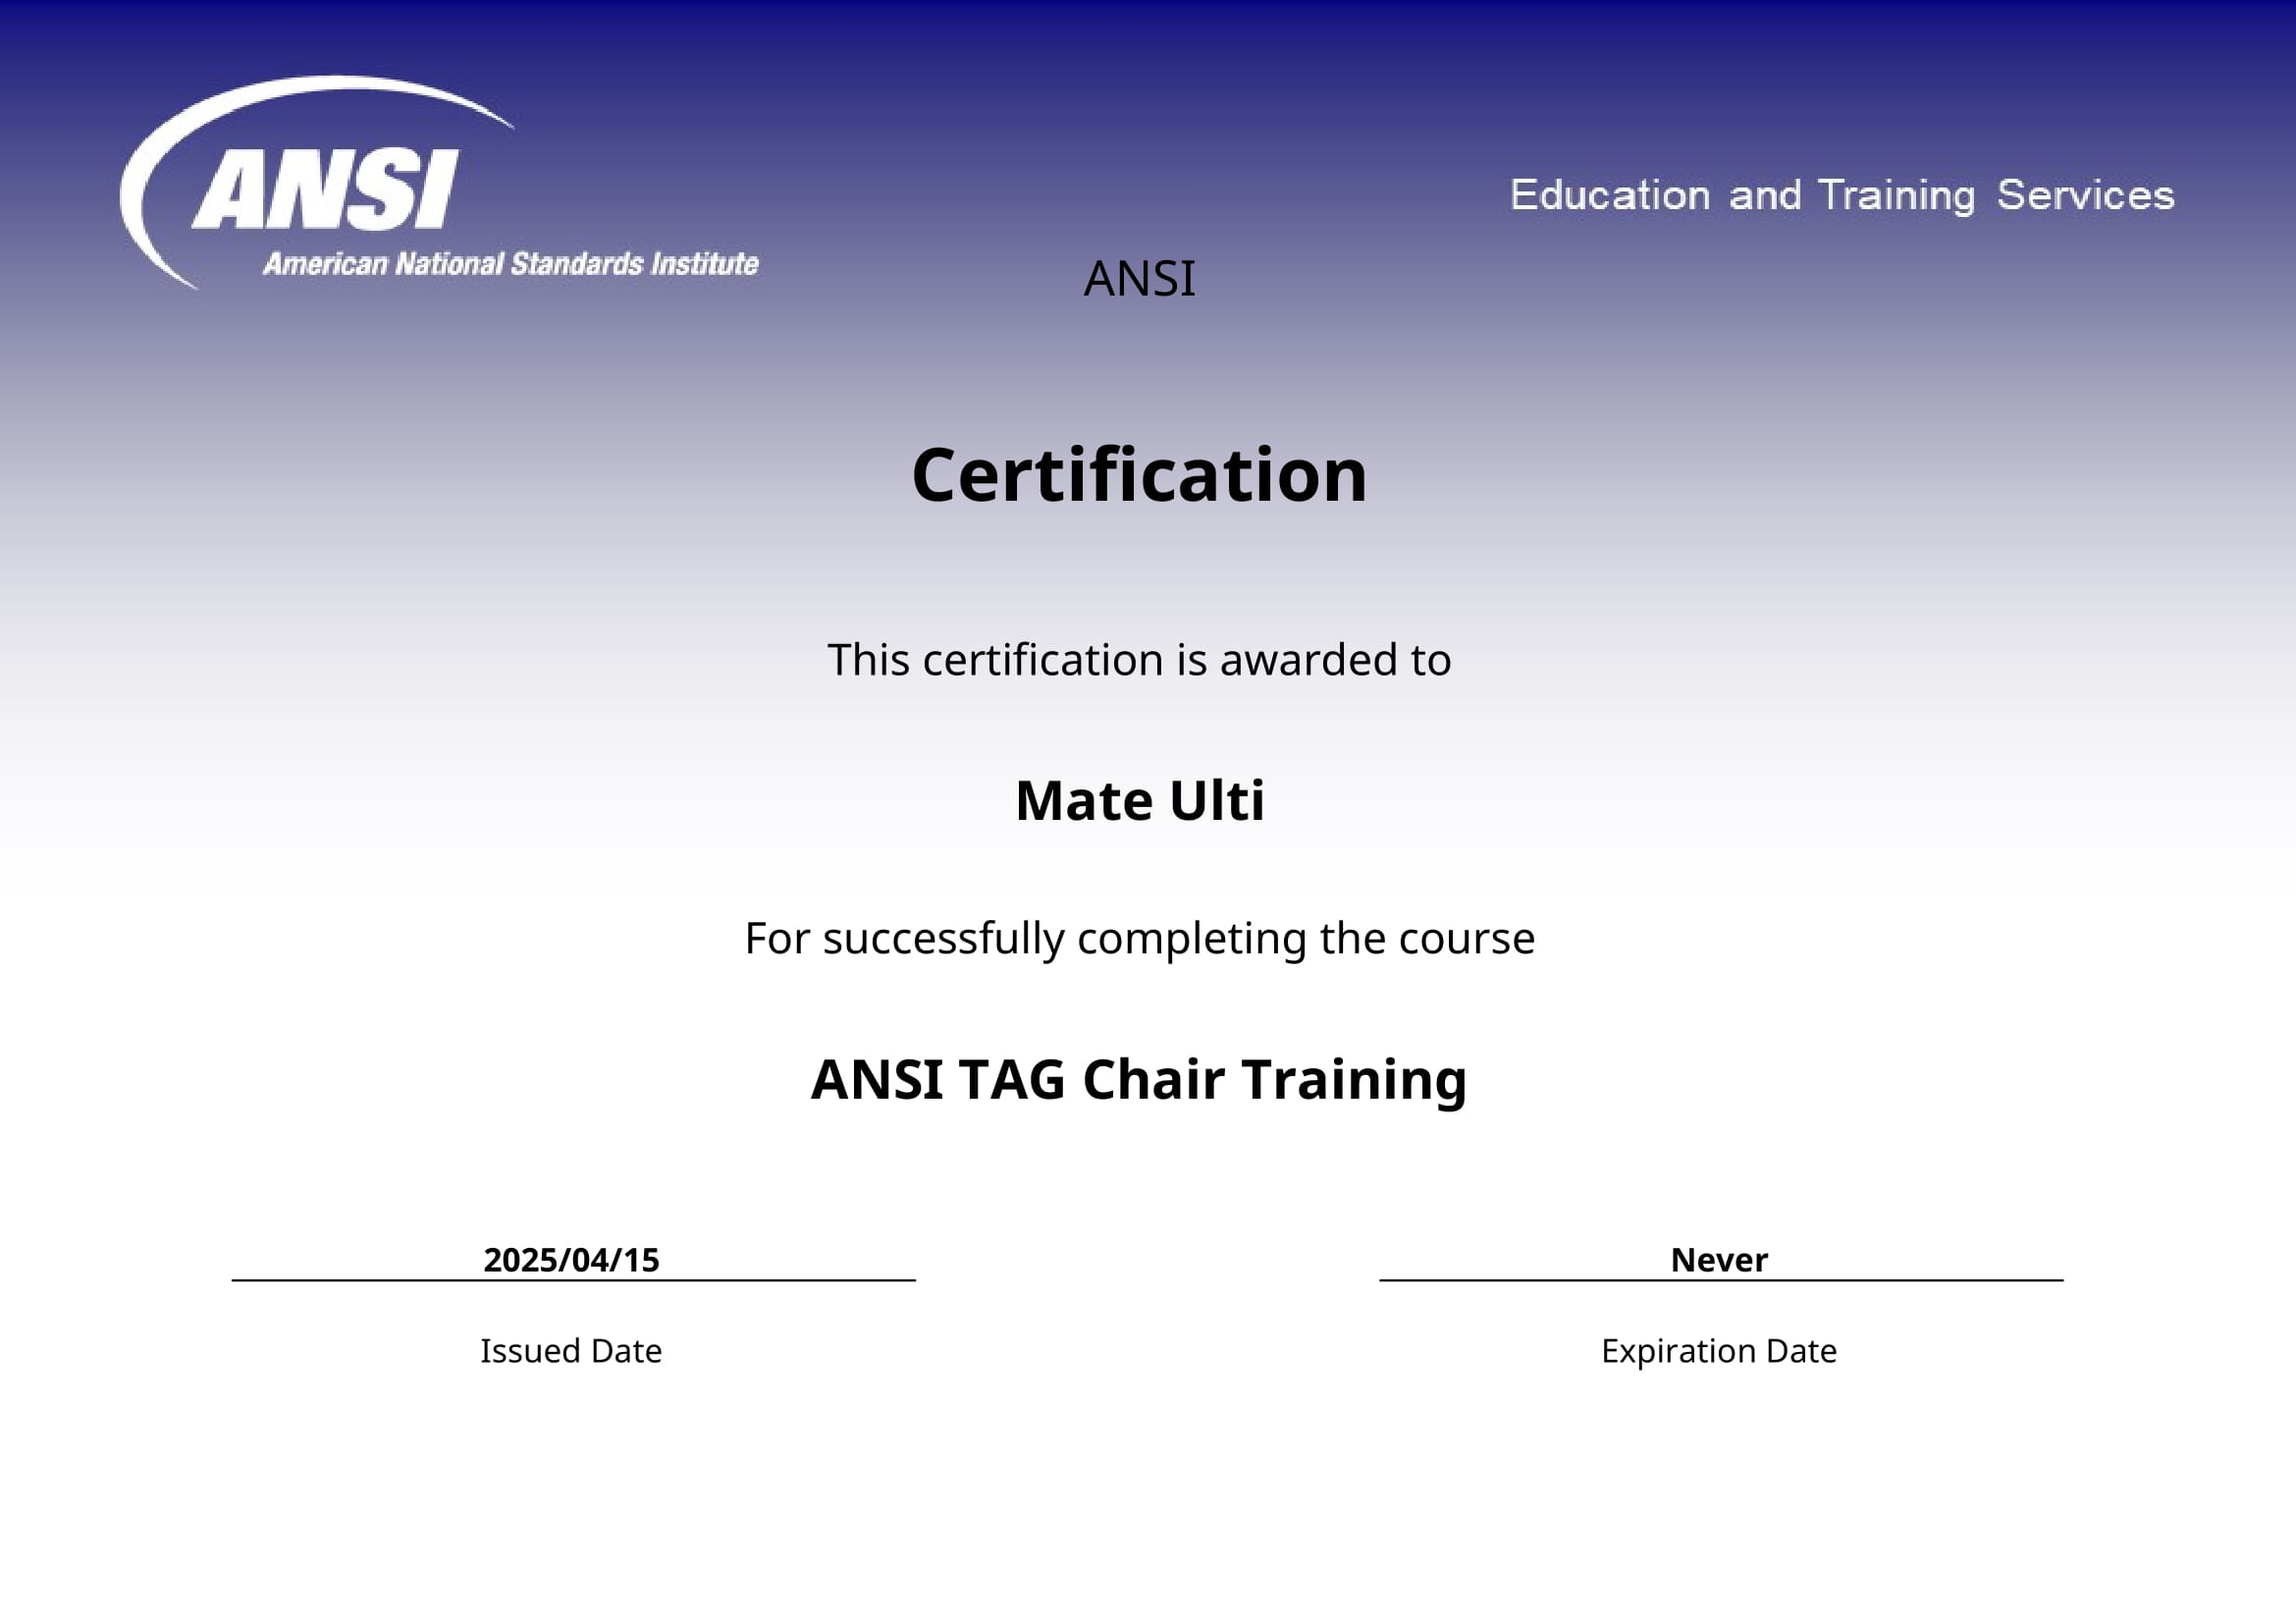 ANSI
American National Standards Institute
Education and Training Services
ANSI
Certification
This certification is awarded to
Mate Ulti
For successfully completing the course
ANSI TAG Chair Training
2025/04/15
Issued Date
Never
Expiration Date